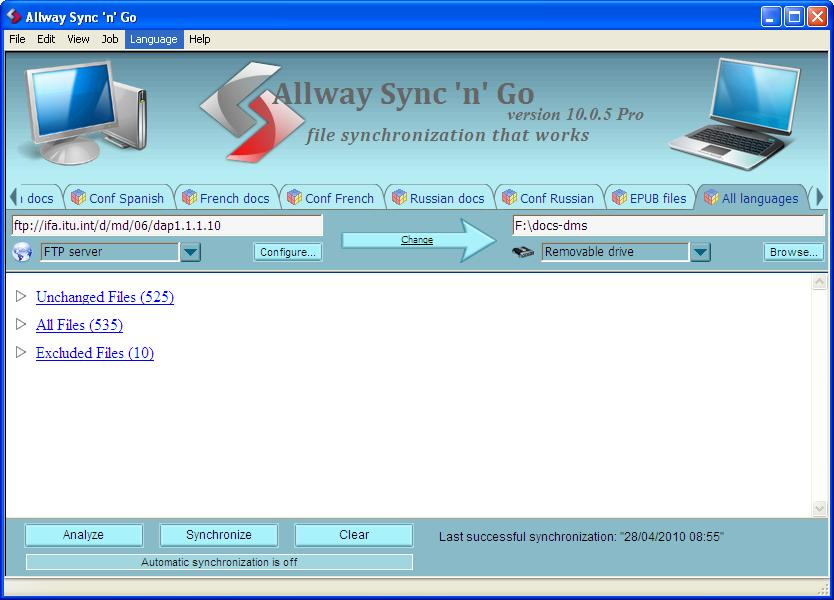 Allway Sync 'n' Go
File Edit View Job Language Help
Allway Sync 'n' Go
version 10.0.5 Pro
file synchronization that works
docs Conf Spanish French docs Conf French Russian docs Conf Russian EPUB files All languages
ftp://ifa.itu.int/d/md/06/dap1.1.1.10 Change F:\docs-dms
FTP server Configure... Removable drive Browse...
Unchanged Files (525)
All Files (535)
Excluded Files (10)
Analyze Synchronize Clear Last successful synchronization: "28/04/2010 08:55"
Automatic synchronization is off